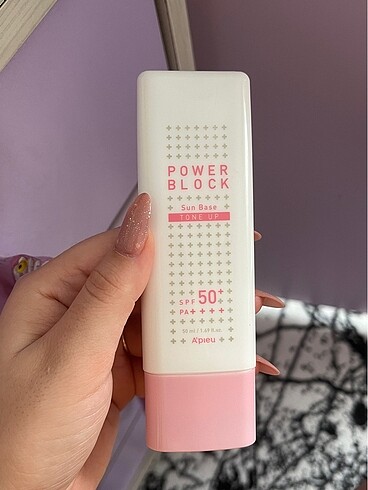 POWER
BLOCK
Sun Base
TONE UP
SPF 50+
PA++++
50 ml / 1.69 fl.oz.
A'PIEU